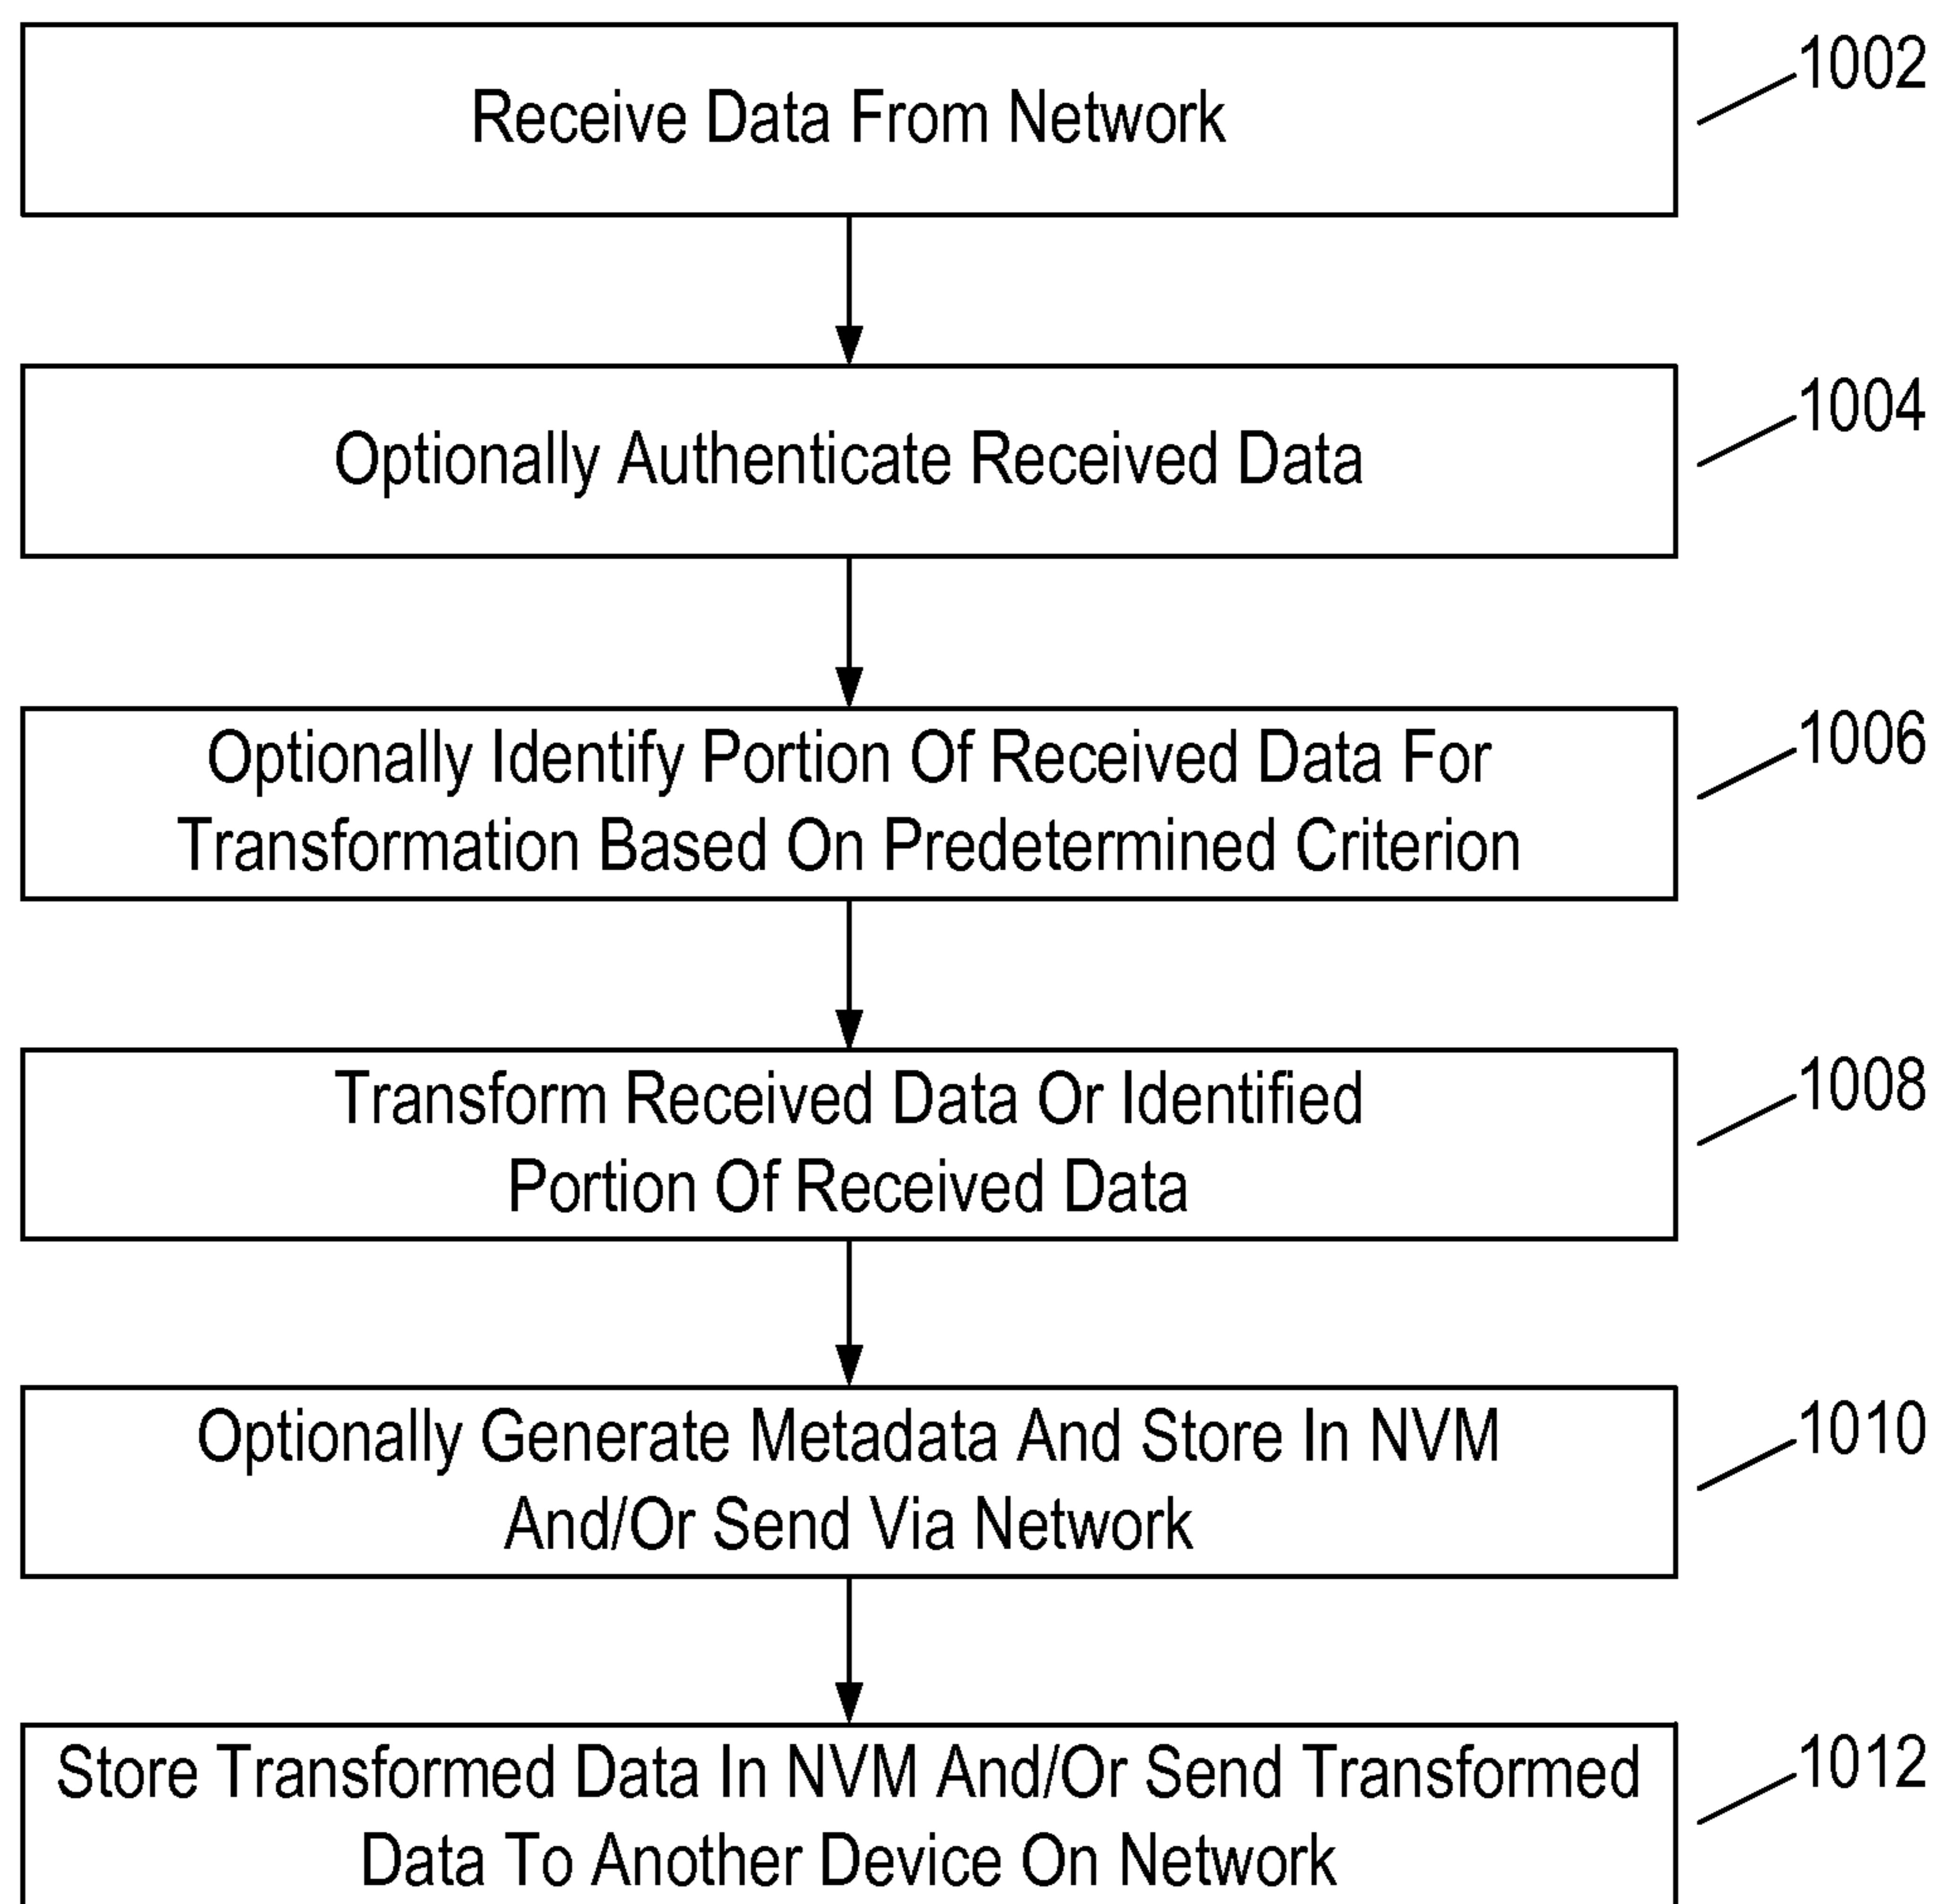 Receive Data From Network
1002
Optionally Authenticate Received Data
1004
Optionally Identify Portion Of Received Data For
Transformation Based On Predetermined Criterion
1006
Transform Received Data Or Identified
Portion Of Received Data
1008
Optionally Generate Metadata And Store In NVM
And/Or Send Via Network
1010
Store Transformed Data In NVM And/Or Send Transformed
Data To Another Device On Network
1012